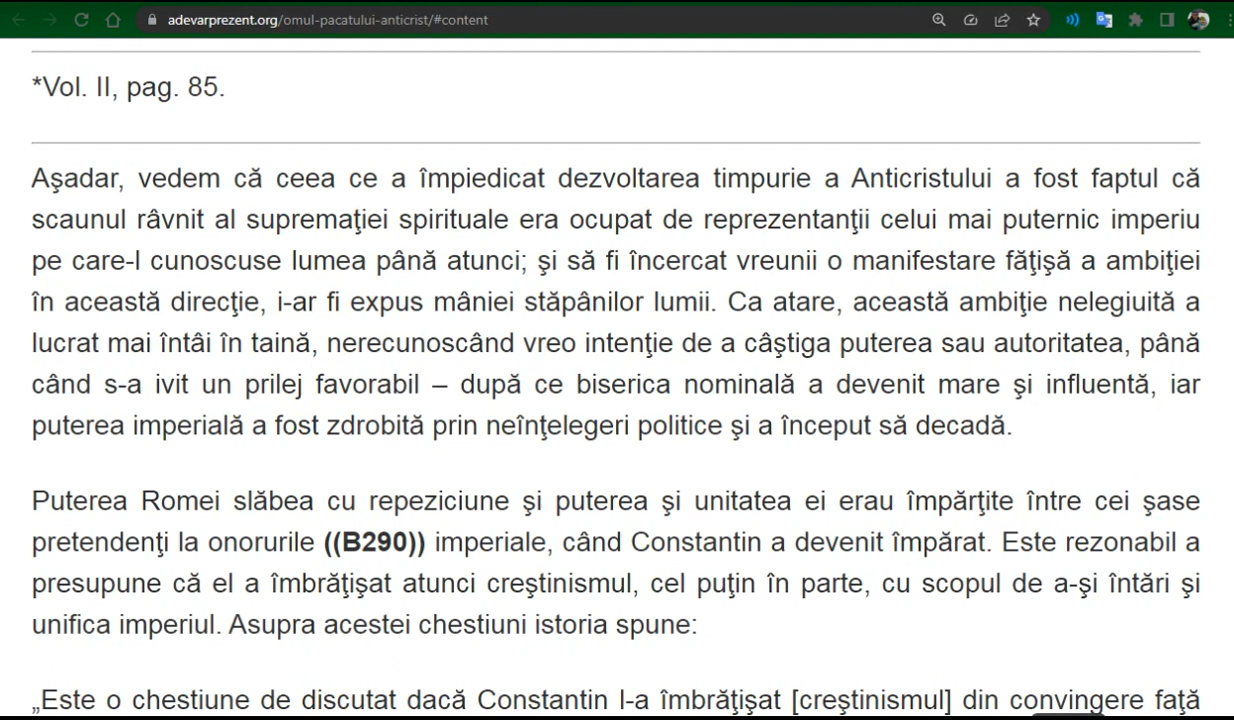 adevarprezent.org/omul-pacatului-anticrist/#content
*Vol. II, pag. 85.
Aşadar, vedem că ceea ce a împiedicat dezvoltarea timpurie a Anticristului a fost faptul că
scaunul râvnit al supremaţiei spirituale era ocupat de reprezentanţii celui mai puternic imperiu
pe care-l cunoscuse lumea până atunci; şi să fi încercat vreunii o manifestare făţişă a ambiţiei
în această direcţie, i-ar fi expus mâniei stăpânilor lumii. Ca atare, această ambiţie nelegiuită a
lucrat mai întâi în taină, nerecunoscând vreo intenţie de a câştiga puterea sau autoritatea, până
când s-a ivit un prilej favorabil – după ce biserica nominală a devenit mare şi influentă, iar
puterea imperială a fost zdrobită prin neînţelegeri politice şi a început să decadă.
Puterea Romei slăbea cu repeziciune şi puterea şi unitatea ei erau împărţite între cei şase
pretendenţi la onorurile ((B290)) imperiale, când Constantin a devenit împărat. Este rezonabil a
presupune că el a îmbrăţişat atunci creştinismul, cel puţin în parte, cu scopul de a-şi întări şi
unifica imperiul. Asupra acestei chestiuni istoria spune:
„Este o chestiune de discutat dacă Constantin l-a îmbrăţişat [creştinismul] din convingere faţă